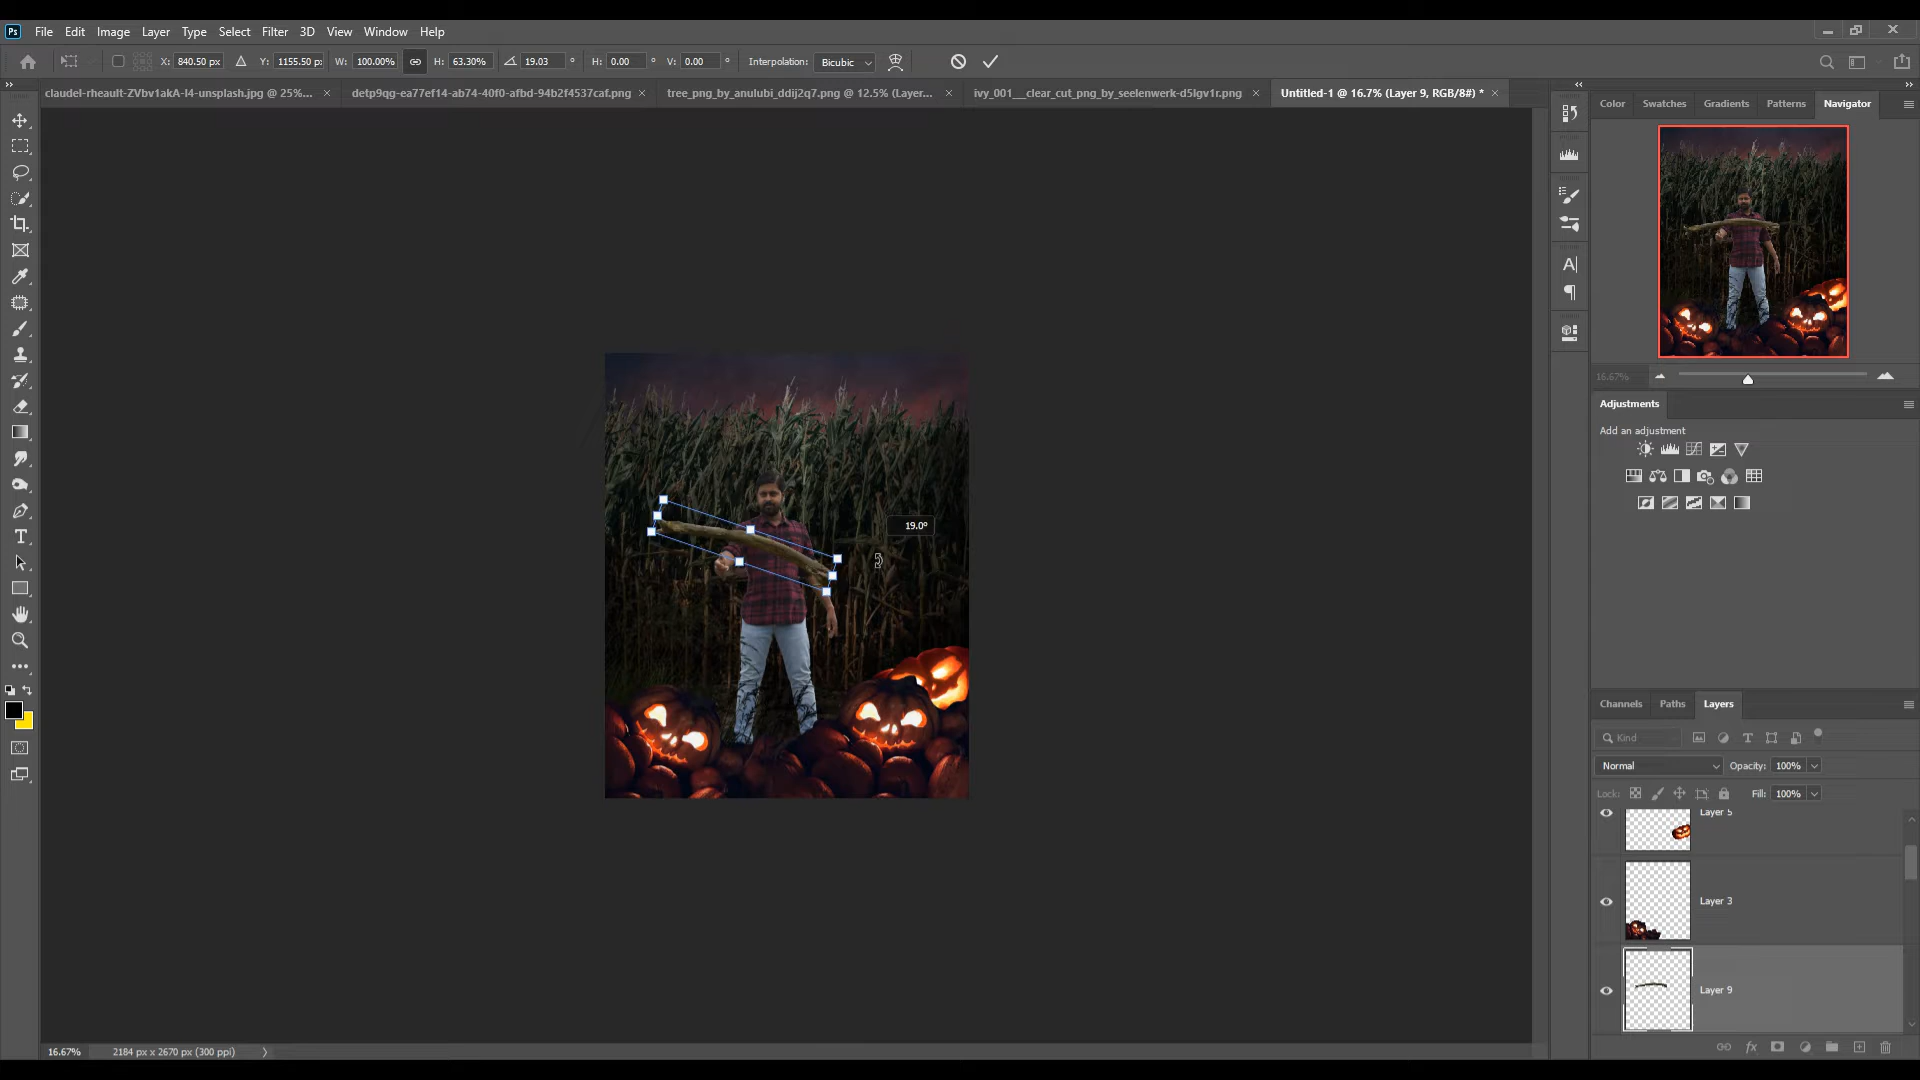 Ps File Edit Image Layer Type Select Filter 3D View Window Help
X: 840.50 px Y: 1155.50 px W: 100.00% H: 63.30% 19.03 ° H: 0.00 ° V: 0.00 ° Interpolation: Bicubic
claudel-rheault-ZVbv1akA-I4-unsplash.jpg @ 25%... × detp9qg-ea77ef14-ab74-40f0-afbd-94b2f4537caf.png × tree_png_by_anulubi_ddij2q7.png @ 12.5% (Layer... × ivy_001__clear_cut_png_by_seelenwerk-d5lgv1r.png × Untitled-1 @ 16.7% (Layer 9, RGB/8#) * ×
Color Swatches Gradients Patterns Navigator
16.67%
Adjustments
Add an adjustment
19.0°
Channels Paths Layers
Kind
Normal Opacity: 100%
Lock: Fill: 100%
Layer 5
Layer 3
Layer 9
16.67% 2184 px x 2670 px (300 ppi)